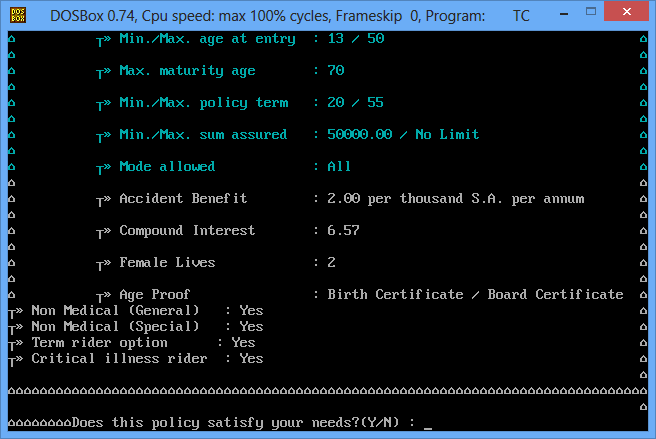 DOS BOX DOSBox 0.74, Cpu speed: max 100% cycles, Frameskip 0, Program: TC
┬» Min./Max. age at entry : 13 / 50
┬» Max. maturity age : 70
┬» Min./Max. policy term : 20 / 55
┬» Min./Max. sum assured : 50000.00 / No Limit
┬» Mode allowed : All
┬» Accident Benefit : 2.00 per thousand S.A. per annum
┬» Compound Interest : 6.57
┬» Female Lives : 2
┬» Age Proof : Birth Certificate / Board Certificate
┬» Non Medical (General) : Yes
┬» Non Medical (Special) : Yes
┬» Term rider option : Yes
┬» Critical illness rider : Yes
Does this policy satisfy your needs?(Y/N) : _